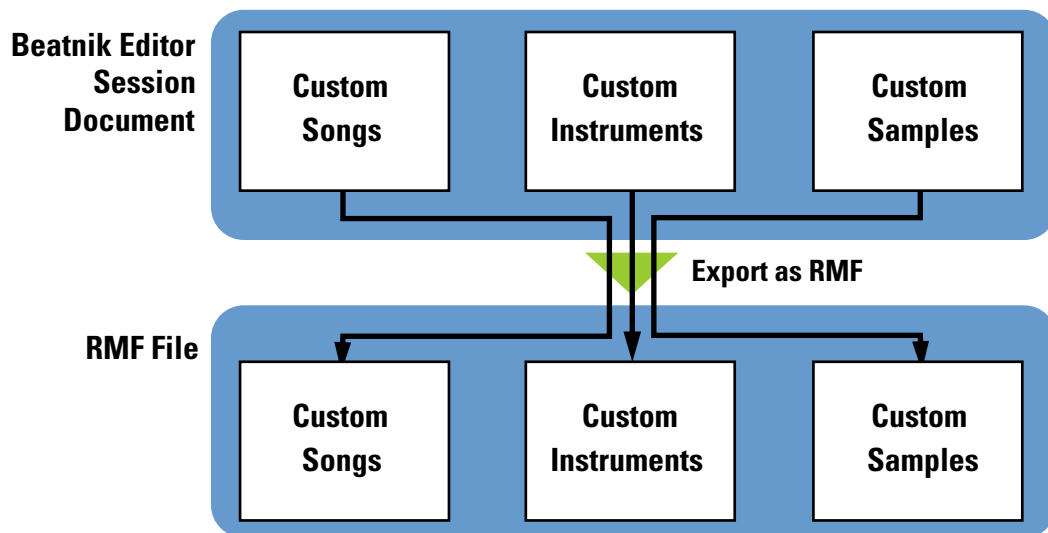 Beatnik Editor
Session
Document
Custom
Songs
Custom
Instruments
Custom
Samples
Export as RMF
RMF File
Custom
Songs
Custom
Instruments
Custom
Samples